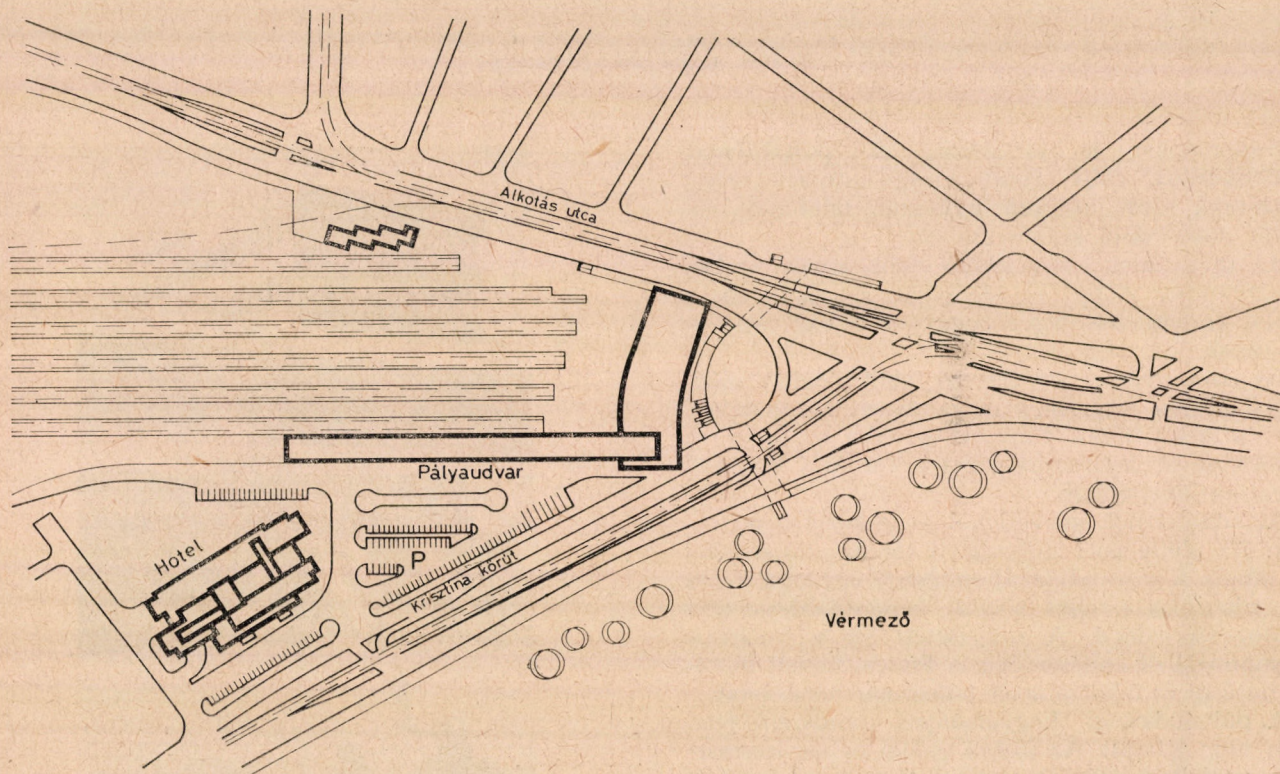 Alkotás utca
Pályaudvar
Hotel
P
Krisztina körút
Vérmező